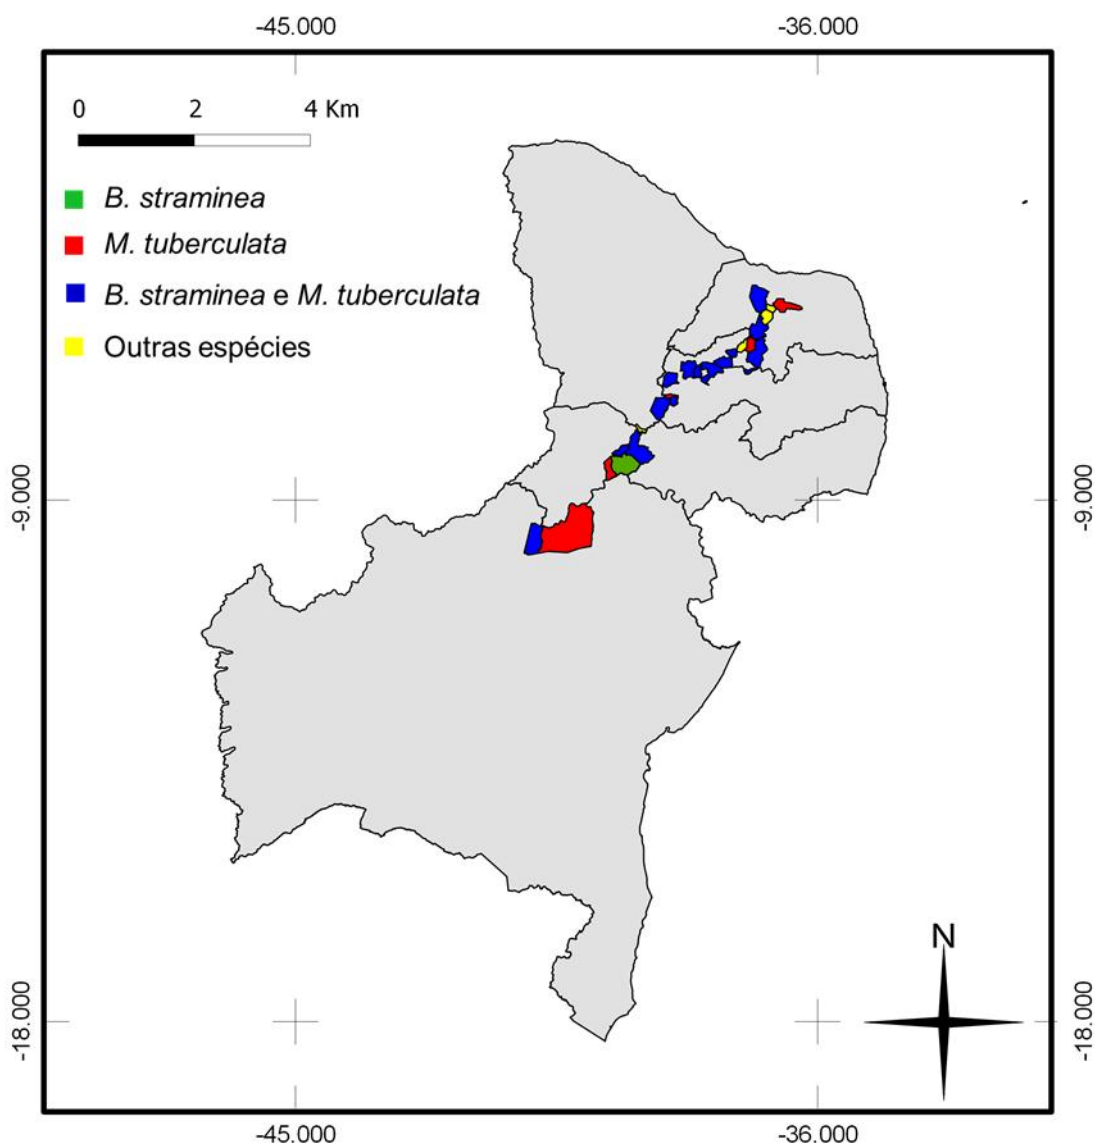 -45.000 -36.000
0 2 4 Km
B. straminea
M. tuberculata
B. straminea e M. tuberculata
Outras espécies
-9.000 -9.000
N
-18.000 -18.000
-45.000 -36.000